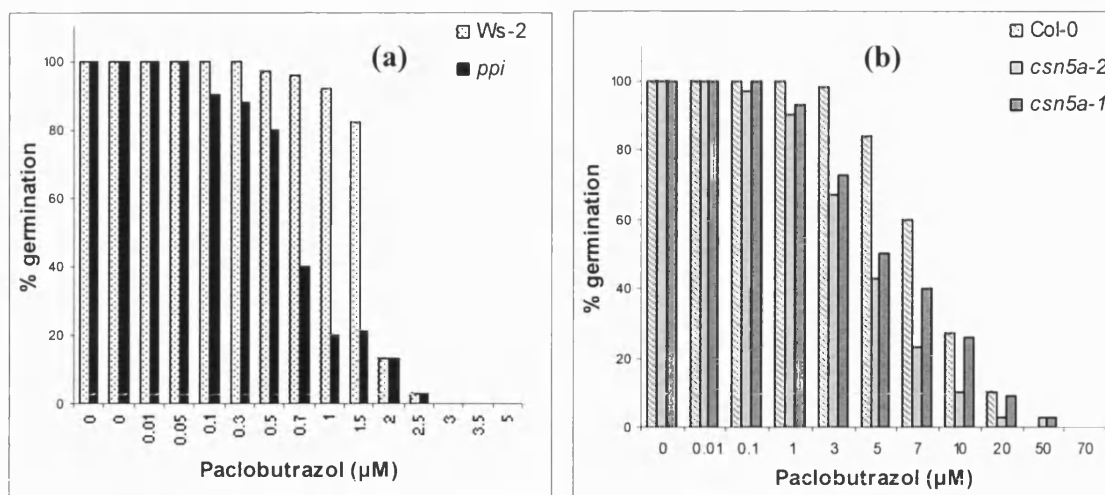 (a)
Ws-2
ppi
% germination
100
80
60
40
20
0
0 0 0.01 0.05 0.1 0.3 0.5 0.7 1 1.5 2 2.5 3 3.5 5
Paclobutrazol (µM)
(b)
Col-0
csn5a-2
csn5a-1
% germination
100
80
60
40
20
0
0 0.01 0.1 1 3 5 7 10 20 50 70
Paclobutrazol (µM)